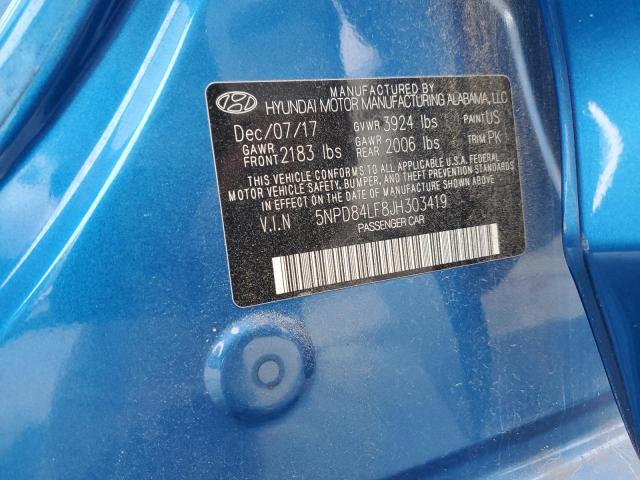 MANUFACTURED BY
HYUNDAI MOTOR MANUFACTURING ALABAMA, LLC
Dec/07/17 GVWR 3924 lbs PAINT US
GAWR FRONT 2183 lbs GAWR REAR 2006 lbs TRIM PK
THIS VEHICLE CONFORMS TO ALL APPLICABLE U.S.A. FEDERAL
MOTOR VEHICLE SAFETY, BUMPER, AND THEFT PREVENTION STANDARDS
IN EFFECT ON THE DATE OF MANUFACTURE SHOWN ABOVE.
V.I.N 5NPD84LF8JH303419
PASSENGER CAR